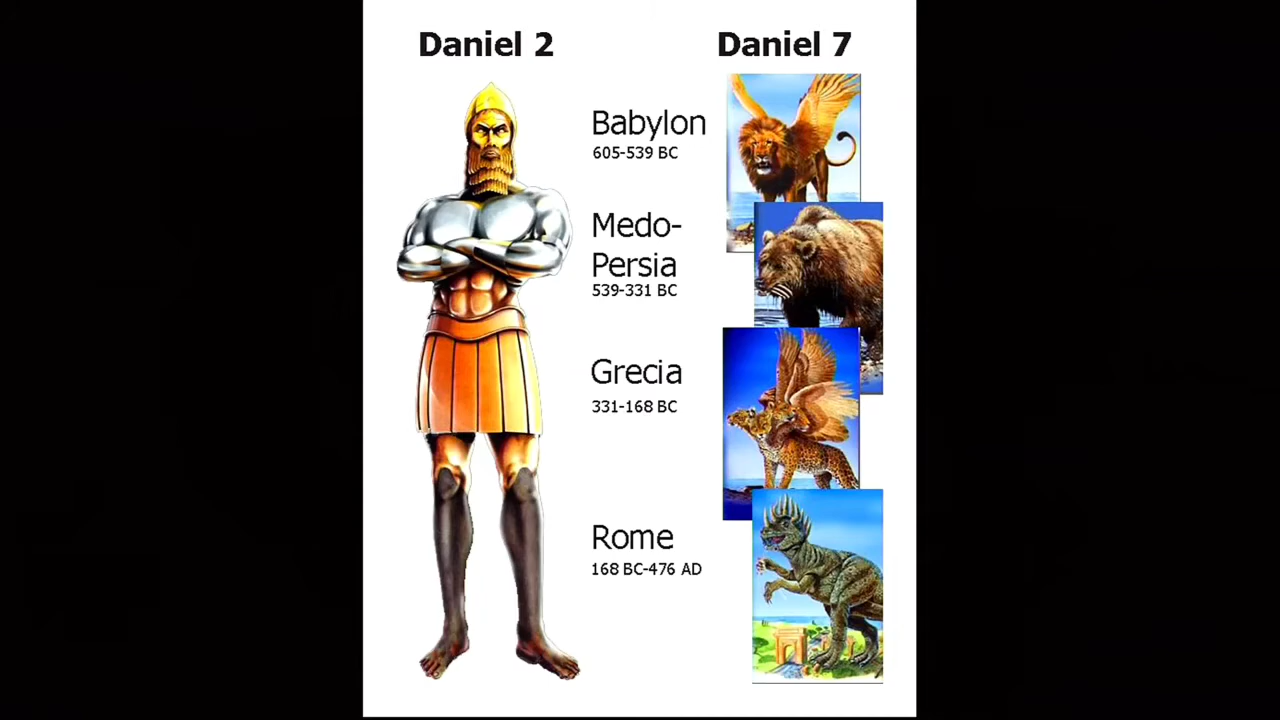 Daniel 2
Daniel 7
Babylon
605-539 BC
Medo-
Persia
539-331 BC
Grecia
331-168 BC
Rome
168 BC-476 AD